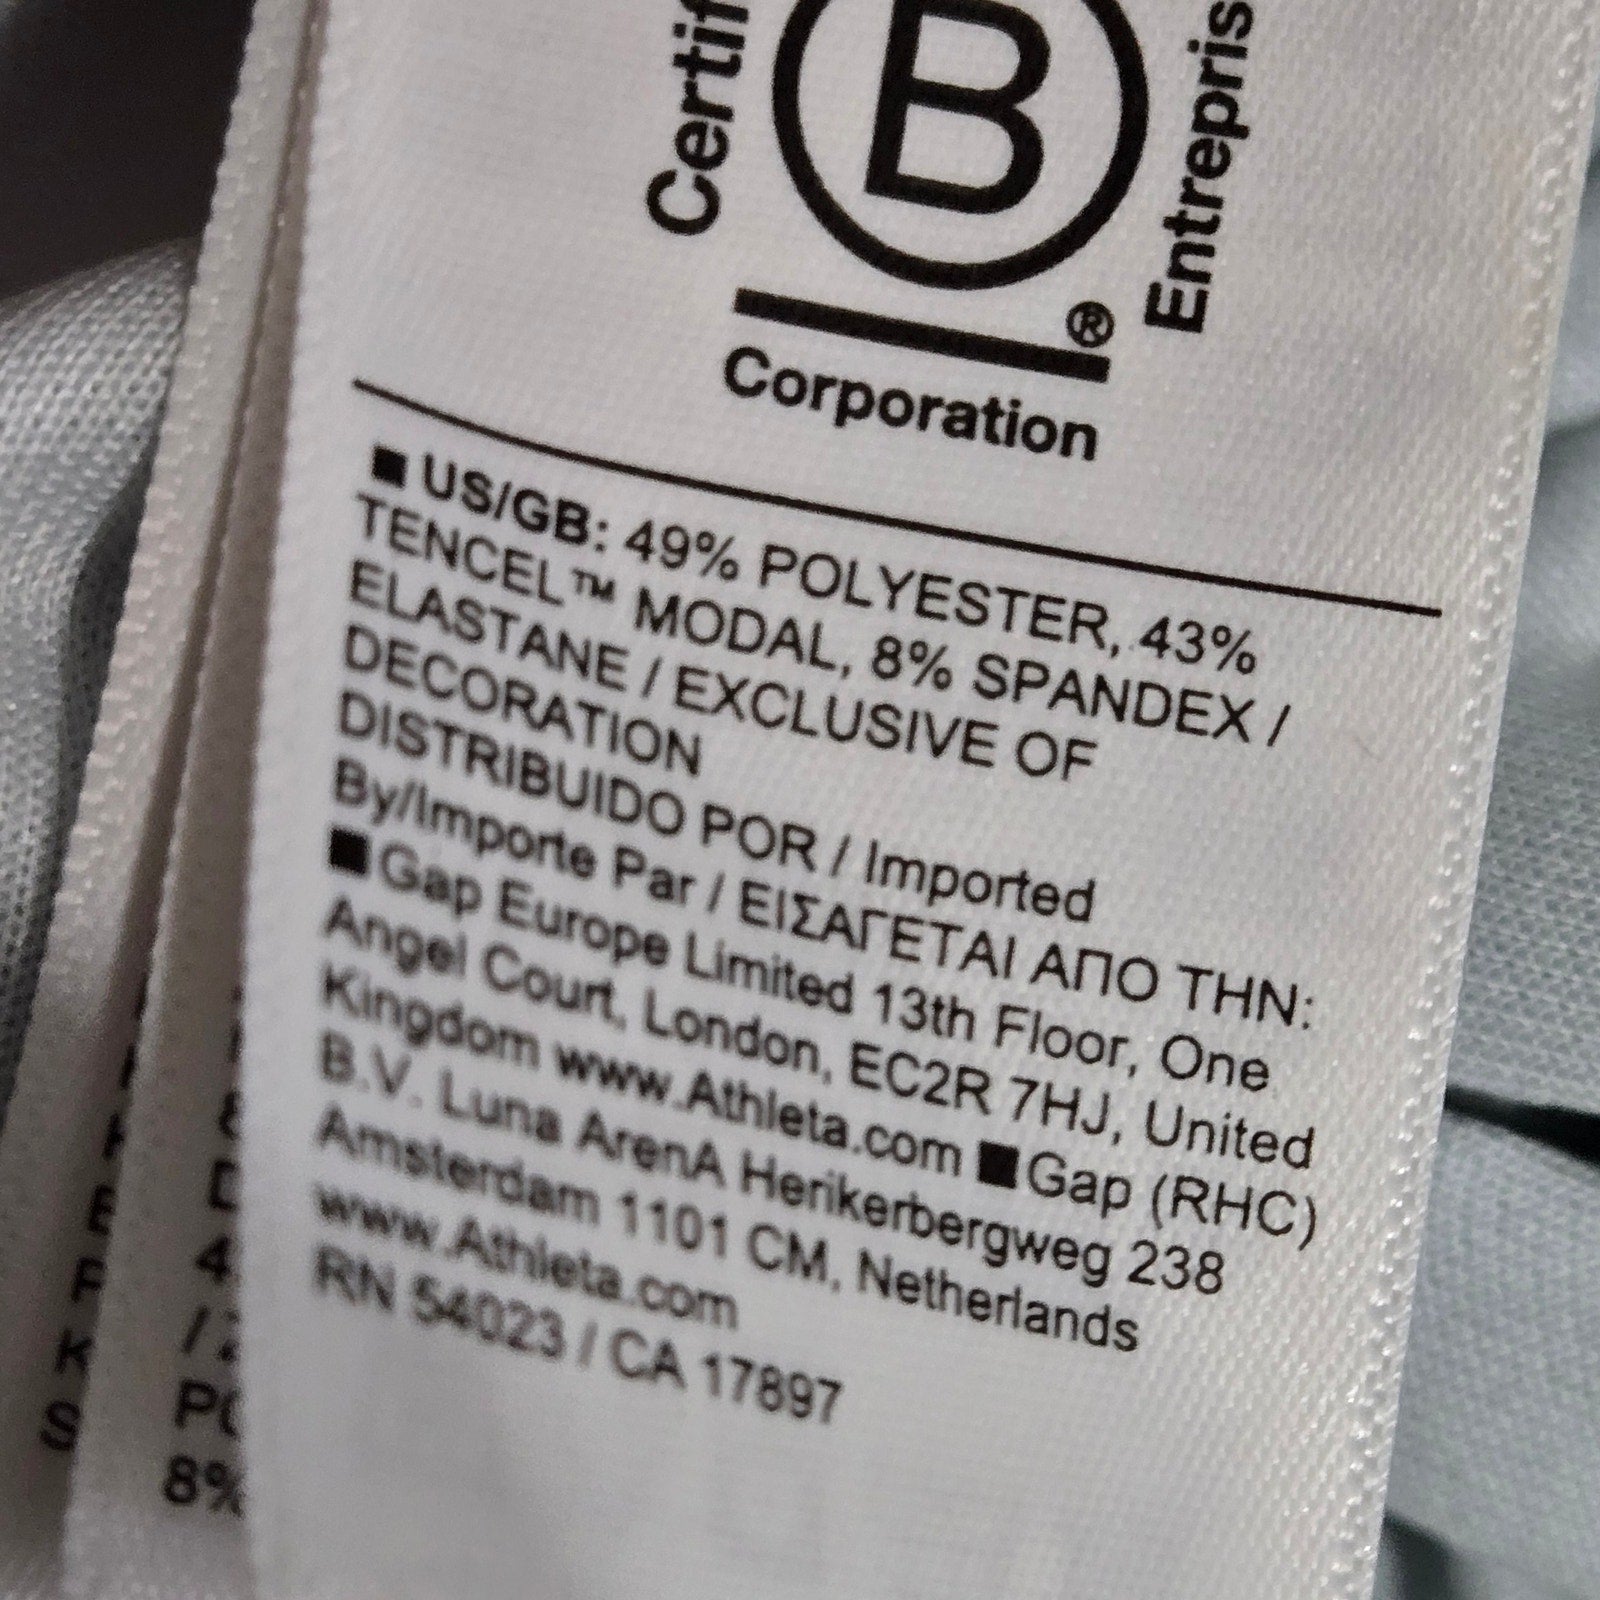 B
®
Corporation
■ US/GB: 49% POLYESTER, 43%
TENCEL™ MODAL, 8% SPANDEX /
ELASTANE / EXCLUSIVE OF
DECORATION
DISTRIBUIDO POR / Imported
By/Importe Par / ΕΙΣΑΓΕΤΑΙ ΑΠΟ ΤΗΝ:
■Gap Europe Limited 13th Floor, One
Angel Court, London, EC2R 7HJ, United
Kingdom www.Athleta.com ■Gap (RHC)
B.V. Luna ArenA Herikerbergweg 238
Amsterdam 1101 CM, Netherlands
www.Athleta.com
RN 54023 / CA 17897
Certif
Entrepris
8%